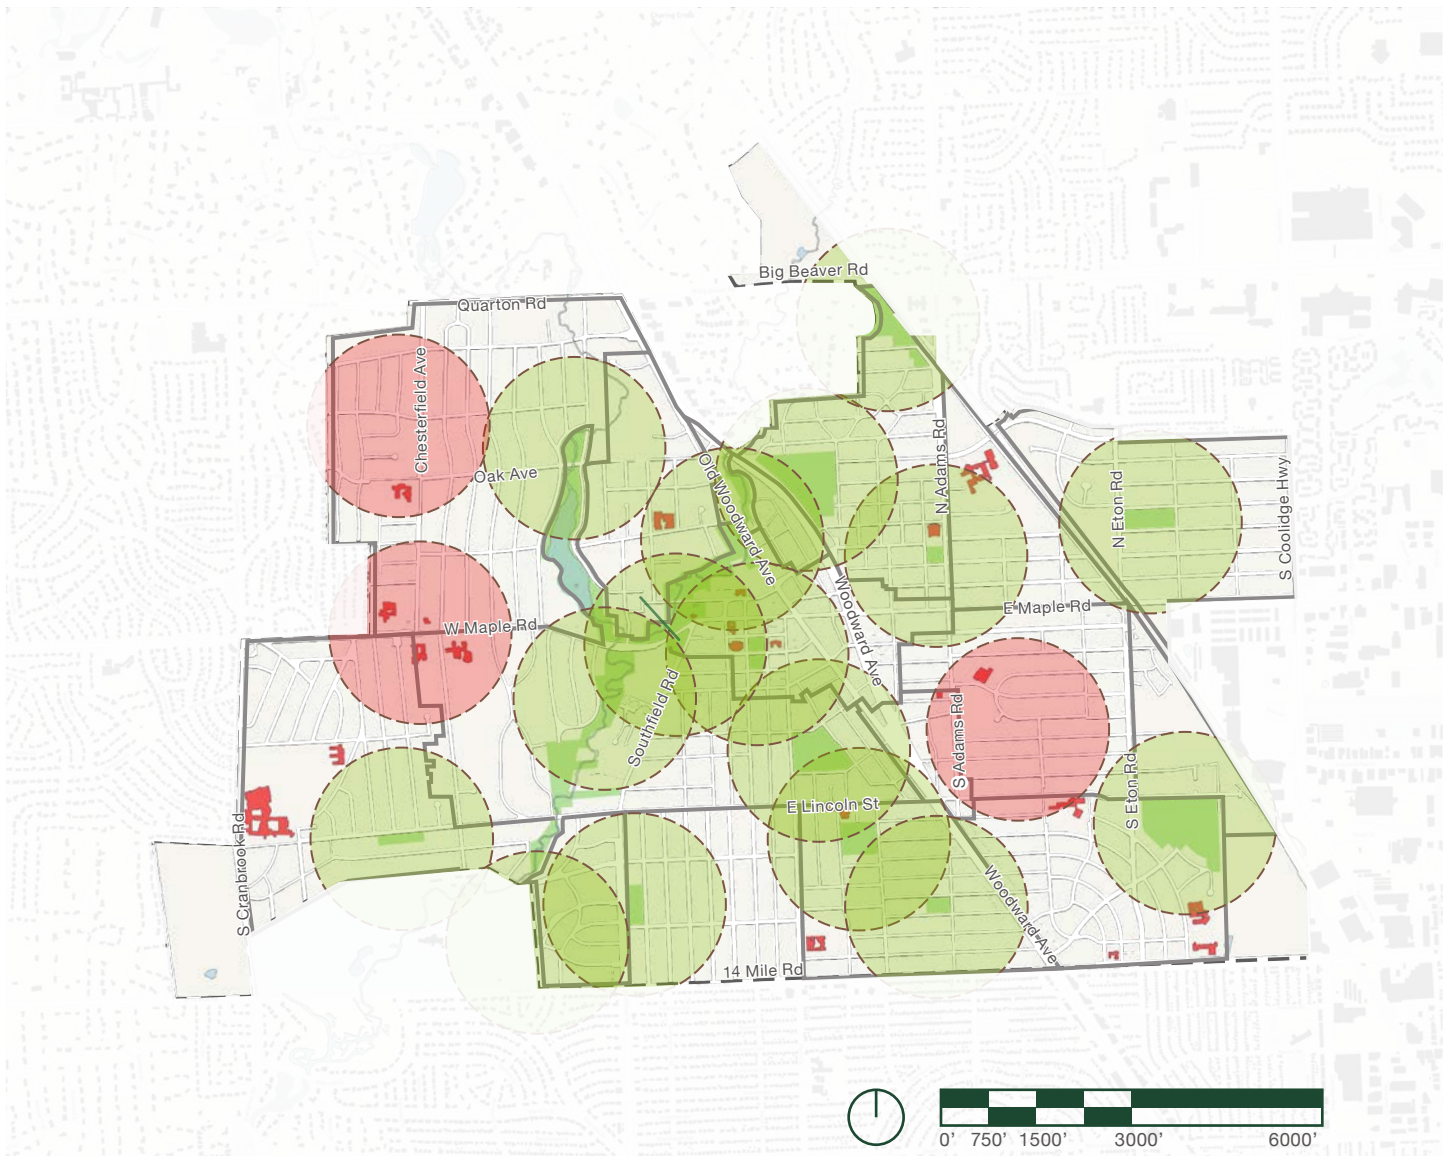 Big Beaver Rd
Quarton Rd
Chesterfield Ave
Oak Ave
Old Woodward Ave
N Adams Rd
N Eton Rd
S Coolidge Hwy
W Maple Rd
Woodward Ave
E Maple Rd
Southfield Rd
S Adams Rd
S Eton Rd
E Lincoln St
S Cranbrook Rd
Woodward Ave
14 Mile Rd
0' 750' 1500' 3000' 6000'